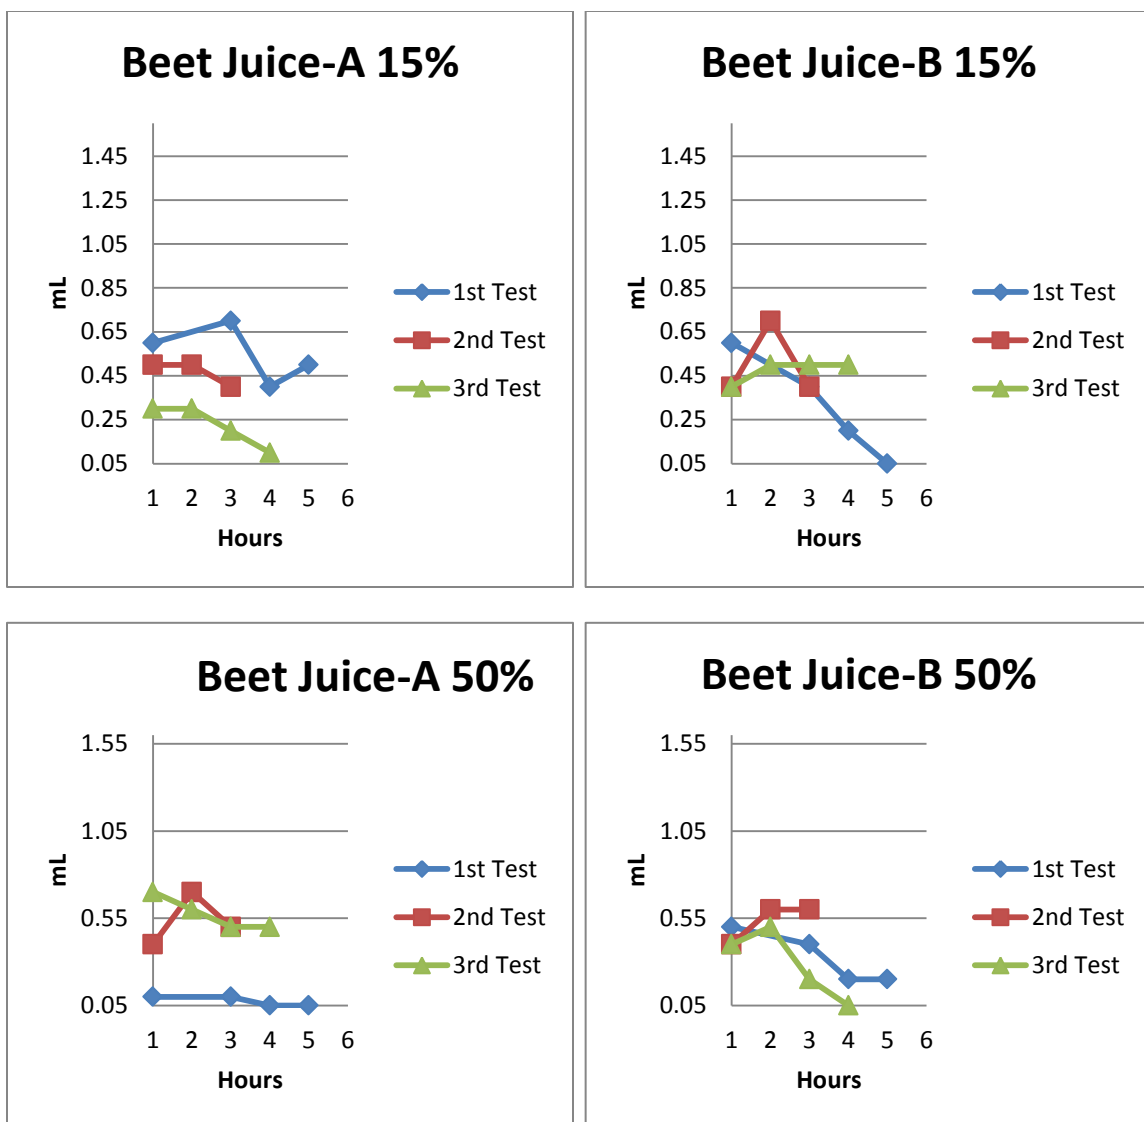 Beet Juice-A 15%
1.45
1.25
1.05
0.85
0.65
0.45
0.25
0.05
mL
1 2 3 4 5 6
Hours
1st Test
2nd Test
3rd Test
Beet Juice-B 15%
1.45
1.25
1.05
0.85
0.65
0.45
0.25
0.05
mL
1 2 3 4 5 6
Hours
1st Test
2nd Test
3rd Test
Beet Juice-A 50%
1.55
1.05
0.55
0.05
mL
1 2 3 4 5 6
Hours
1st Test
2nd Test
3rd Test
Beet Juice-B 50%
1.55
1.05
0.55
0.05
mL
1 2 3 4 5 6
Hours
1st Test
2nd Test
3rd Test